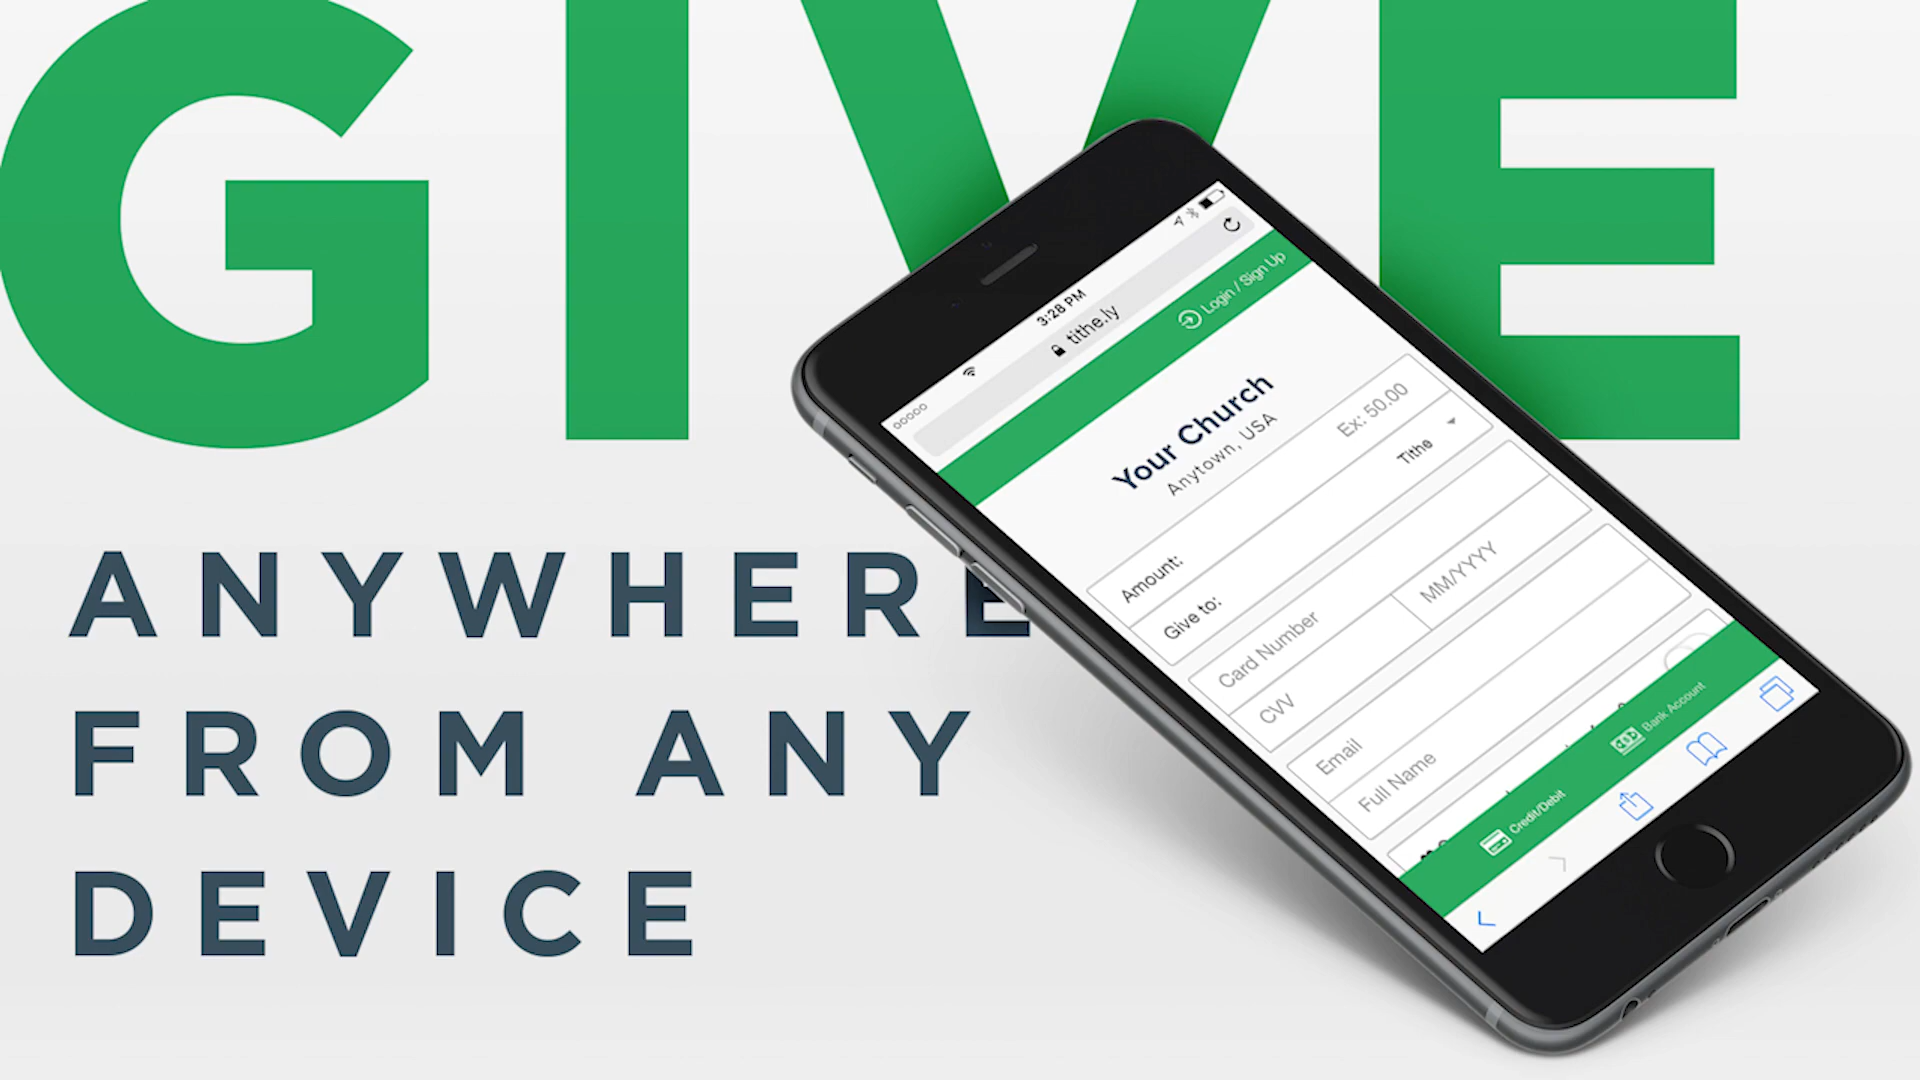 GIVE
ANYWHERE
FROM ANY
DEVICE
3:28 PM
tithe.ly
Login / Sign Up
Your Church
Anytown, USA
Amount: Ex: 50.00
Give to: Tithe
Card Number MM/YYYY
CVV
Email
Full Name
Credit/Debit Bank Account